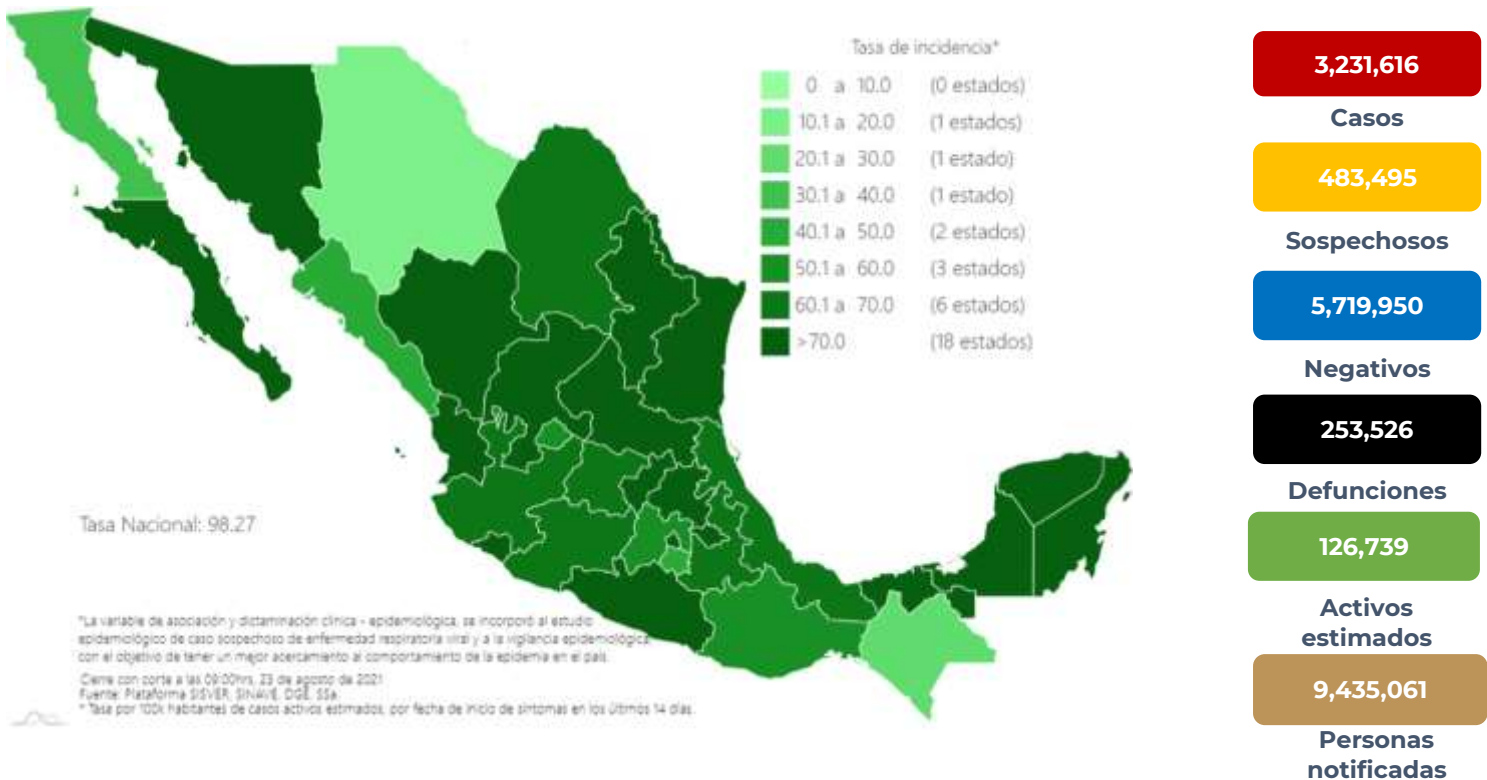 Tasa de incidencia*
0 a 10.0 (0 estados)
10.1 a 20.0 (1 estados)
20.1 a 30.0 (1 estado)
30.1 a 40.0 (1 estado)
40.1 a 50.0 (2 estados)
50.1 a 60.0 (3 estados)
60.1 a 70.0 (6 estados)
>70.0 (18 estados)
Tasa Nacional: 98.27
*La variable de asociación y dictaminación clínica - epidemiológica, se incorporó al estudio
epidemiológico de caso sospechoso de enfermedad respiratoria viral y a la vigilancia epidemiológica,
con el objetivo de tener un mejor acercamiento al comportamiento de la epidemia en el país.
Cierre con corte a las 09:00hrs, 23 de agosto de 2021
Fuente: Plataforma SISVER, SINAVE, DGE, SSa.
* Tasa por 100k habitantes de casos activos estimados, por fecha de inicio de síntomas en los últimos 14 días.
3,231,616
Casos
483,495
Sospechosos
5,719,950
Negativos
253,526
Defunciones
126,739
Activos
estimados
9,435,061
Personas
notificadas